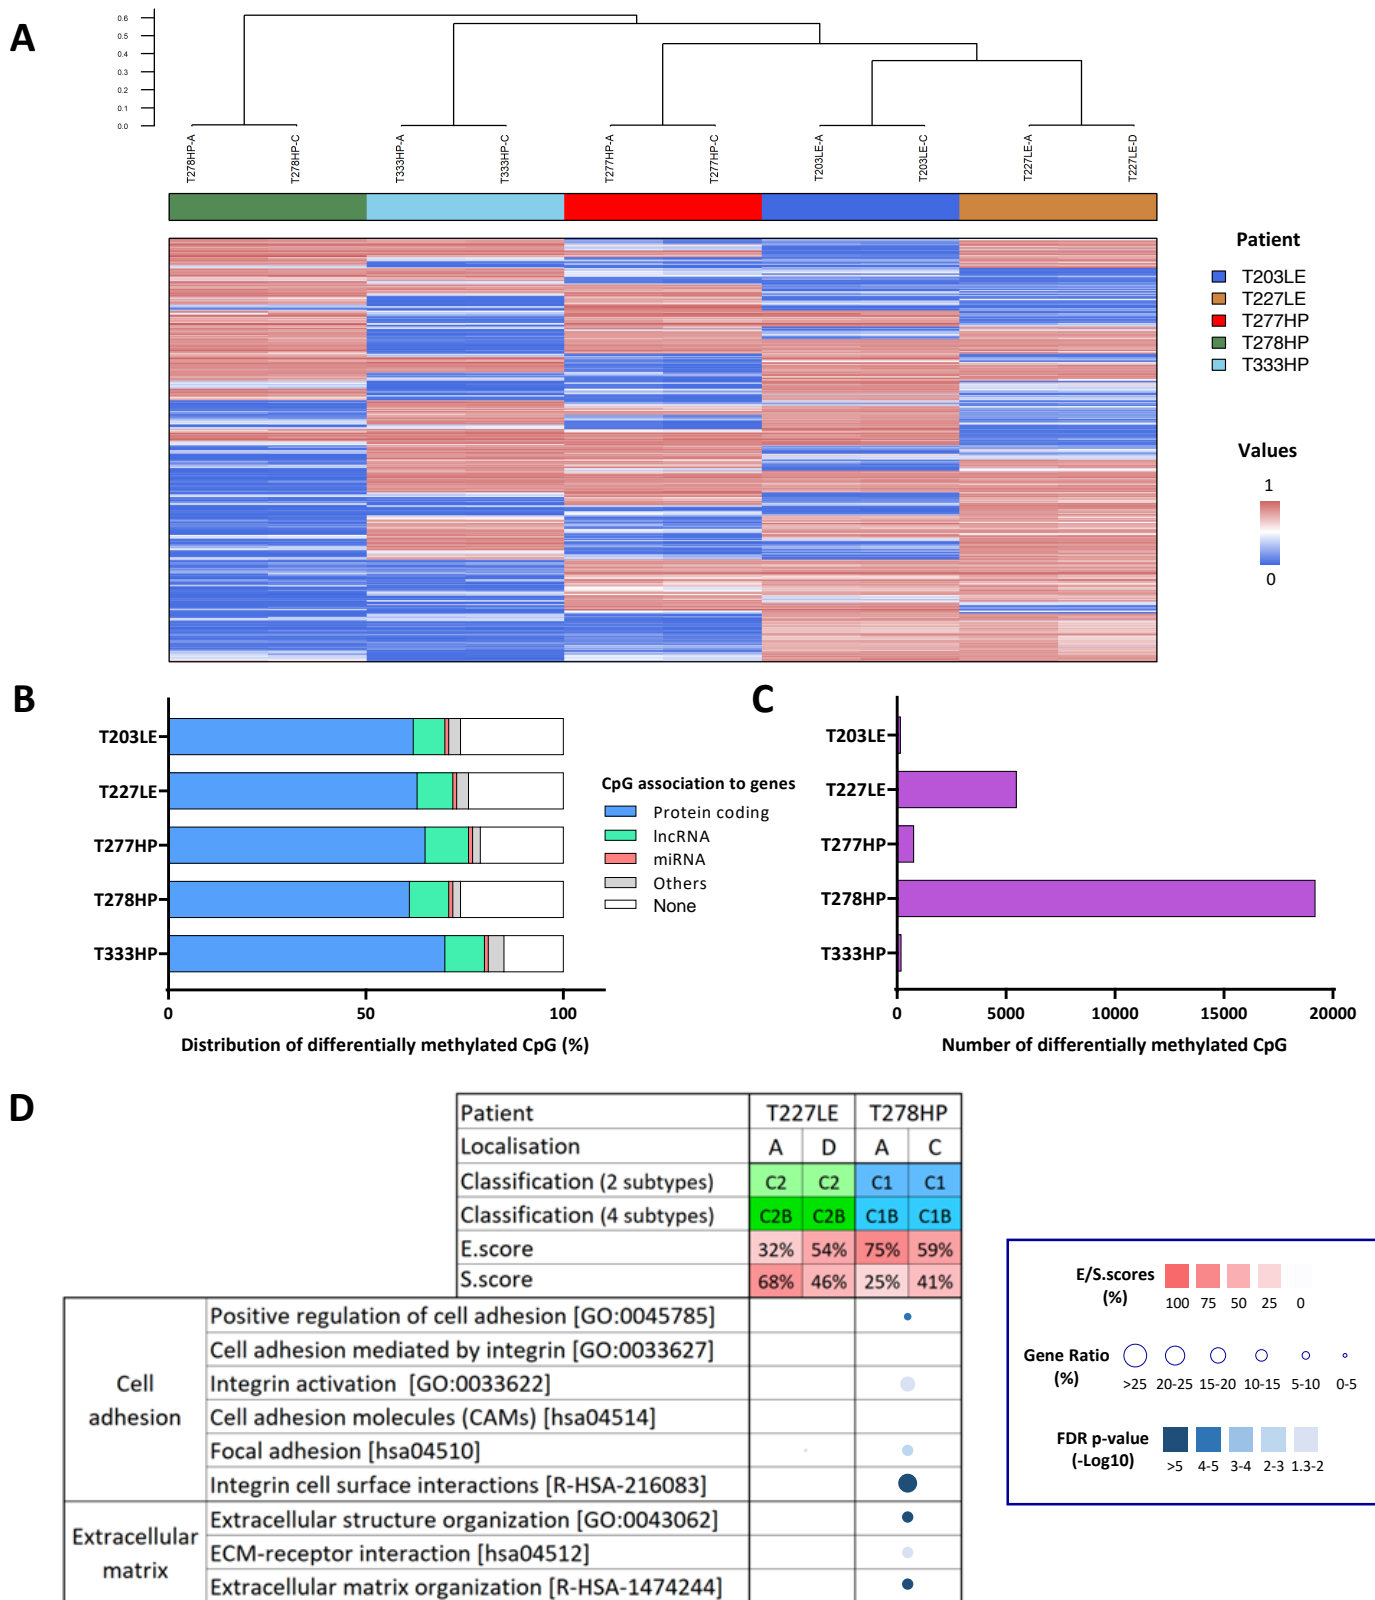 A
0.6
0.5
0.4
0.3
0.2
0.1
0.0
T278HP-A
T278HP-C
T333HP-A
T333HP-C
T277HP-A
T277HP-C
T203LE-A
T203LE-C
T227LE-A
T227LE-D
Patient
T203LE
T227LE
T277HP
T278HP
T333HP
Values
1
0
B
T203LE
T227LE
T277HP
T278HP
T333HP
0 50 100
Distribution of differentially methylated CpG (%)
CpG association to genes
Protein coding
lncRNA
miRNA
Others
None
C
T203LE
T227LE
T277HP
T278HP
T333HP
0 5000 10000 15000 20000
Number of differentially methylated CpG
D
Patient T227LE T278HP
Localisation A D A C
Classification (2 subtypes) C2 C2 C1 C1
Classification (4 subtypes) C2B C2B C1B C1B
E.score 32% 54% 75% 59%
S.score 68% 46% 25% 41%
Cell adhesion
Positive regulation of cell adhesion [GO:0045785]
Cell adhesion mediated by integrin [GO:0033627]
Integrin activation [GO:0033622]
Cell adhesion molecules (CAMs) [hsa04514]
Focal adhesion [hsa04510]
Integrin cell surface interactions [R-HSA-216083]
Extracellular matrix
Extracellular structure organization [GO:0043062]
ECM-receptor interaction [hsa04512]
Extracellular matrix organization [R-HSA-1474244]
E/S.scores
(%)
100 75 50 25 0
Gene Ratio
(%)
>25 20-25 15-20 10-15 5-10 0-5
FDR p-value
(-Log10)
>5 4-5 3-4 2-3 1.3-2